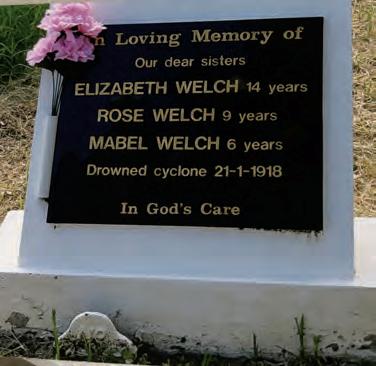 n Loving Memory of
Our dear sisters
ELIZABETH WELCH 14 years
ROSE WELCH 9 years
MABEL WELCH 6 years
Drowned cyclone 21-1-1918
In God's Care